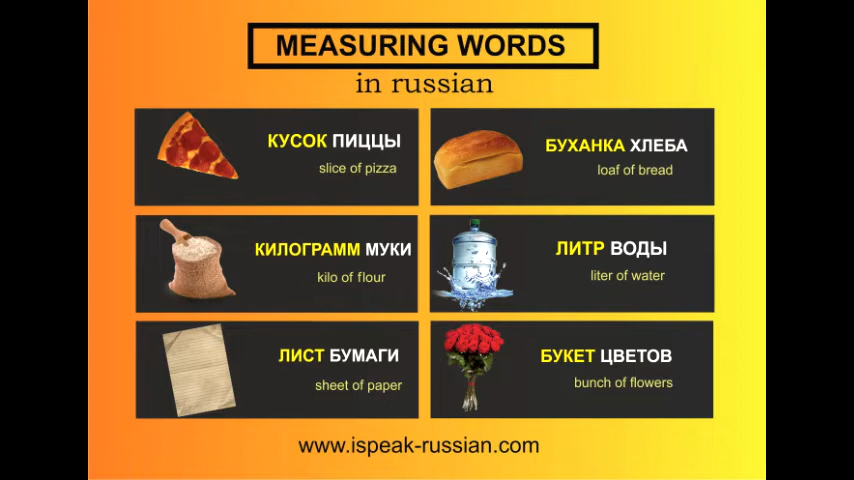 MEASURING WORDS
in russian
КУСОК ПИЦЦЫ
slice of pizza
БУХАНКА ХЛЕБА
loaf of bread
КИЛОГРАММ МУКИ
kilo of flour
ЛИТР ВОДЫ
liter of water
ЛИСТ БУМАГИ
sheet of paper
БУКЕТ ЦВЕТОВ
bunch of flowers
www.ispeak-russian.com